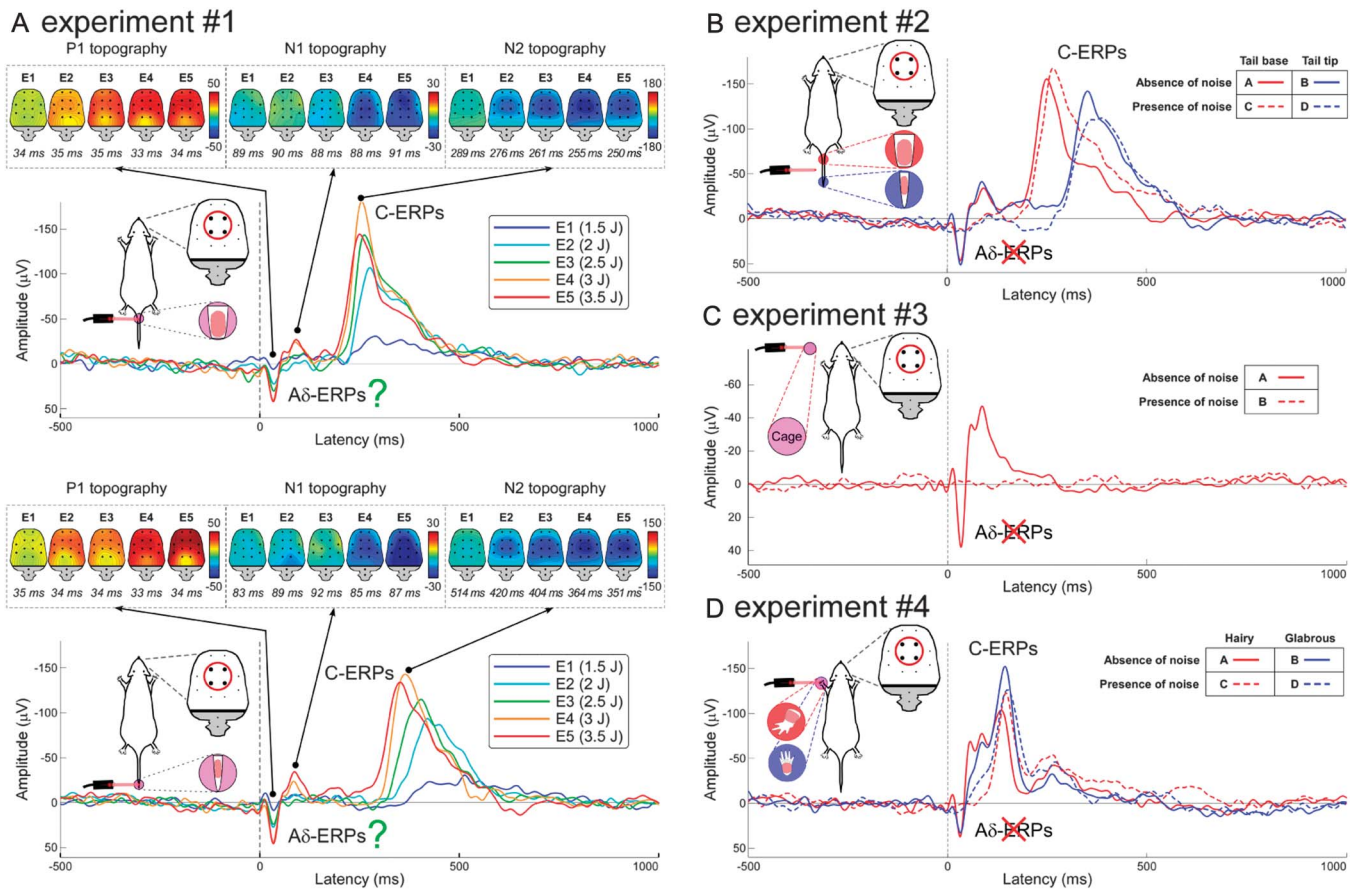 A experiment #1
P1 topography N1 topography N2 topography
E1 E2 E3 E4 E5 50 E1 E2 E3 E4 E5 30 E1 E2 E3 E4 E5 180
-50 -30 -180
34 ms 35 ms 35 ms 33 ms 34 ms 89 ms 90 ms 88 ms 88 ms 91 ms 289 ms 276 ms 261 ms 255 ms 250 ms
C-ERPs
E1 (1.5 J)
E2 (2 J)
E3 (2.5 J)
E4 (3 J)
E5 (3.5 J)
Amplitude (μV)
-150
-100
-50
0
50
Aδ-ERPs ?
-500 0 500 1000
Latency (ms)
P1 topography N1 topography N2 topography
E1 E2 E3 E4 E5 50 E1 E2 E3 E4 E5 30 E1 E2 E3 E4 E5 150
-50 -30 -150
35 ms 34 ms 34 ms 33 ms 34 ms 83 ms 89 ms 92 ms 85 ms 87 ms 514 ms 420 ms 404 ms 364 ms 351 ms
C-ERPs
E1 (1.5 J)
E2 (2 J)
E3 (2.5 J)
E4 (3 J)
E5 (3.5 J)
Amplitude (μV)
-150
-100
-50
0
50
Aδ-ERPs ?
-500 0 500 1000
Latency (ms)
B experiment #2
C-ERPs
Tail base Tail tip
Absence of noise A B
Presence of noise C D
Amplitude (μV)
-150
-100
-50
0
50
Aδ-ERPs
-500 0 500 1000
Latency (ms)
C experiment #3
Absence of noise A
Presence of noise B
Cage
Amplitude (μV)
-60
-40
-20
0
20
40
Aδ-ERPs
-500 0 500 1000
Latency (ms)
D experiment #4
C-ERPs
Hairy Glabrous
Absence of noise A B
Presence of noise C D
Amplitude (μV)
-150
-100
-50
0
50
Aδ-ERPs
-500 0 500 1000
Latency (ms)